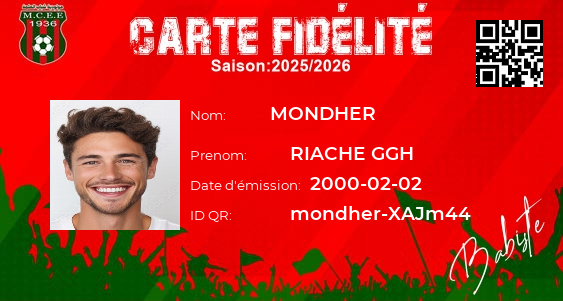 M.C.E.E
1936
CARTE FIDÉLITÉ
Saison:2025/2026
Nom: MONDHER
Prenom: RIACHE GGH
Date d'émission: 2000-02-02
ID QR: mondher-XAJm44
Babiste